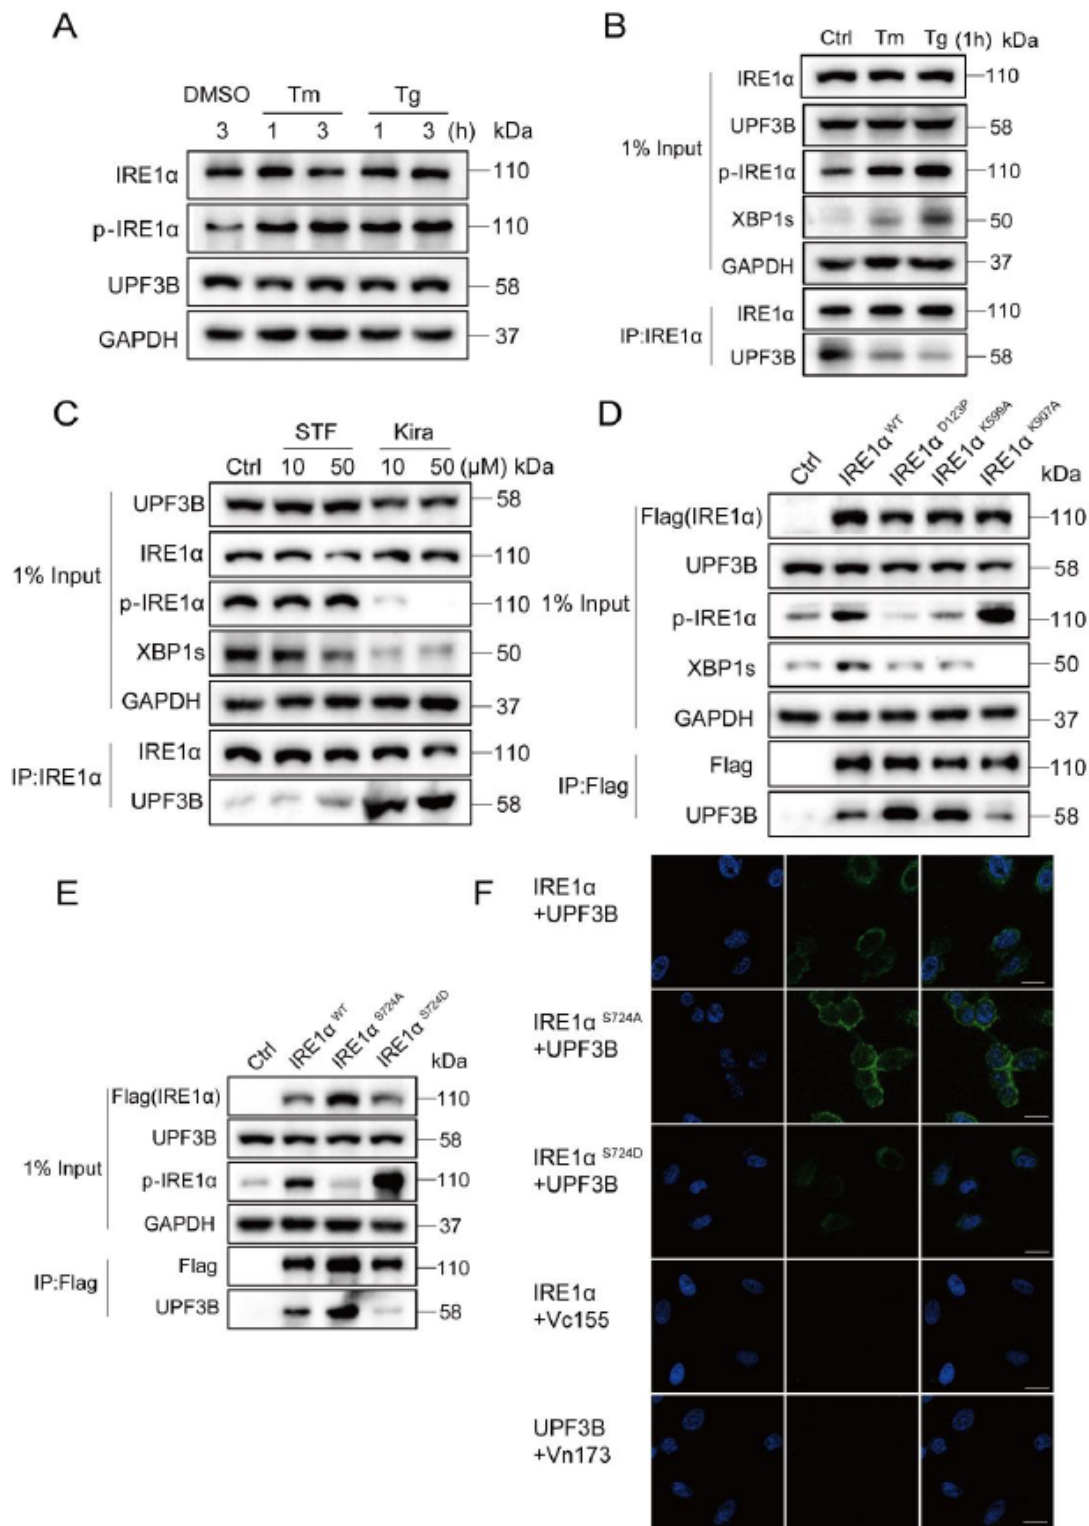 A
DMSO Tm Tg
3 1 3 1 3 (h) kDa
IRE1α 110
p-IRE1α 110
UPF3B 58
GAPDH 37
B
Ctrl Tm Tg (1h) kDa
1% Input
IRE1α 110
UPF3B 58
p-IRE1α 110
XBP1s 50
GAPDH 37
IP:IRE1α
IRE1α 110
UPF3B 58
C
STF Kira
Ctrl 10 50 10 50 (μM) kDa
1% Input
UPF3B 58
IRE1α 110
p-IRE1α 110
XBP1s 50
GAPDH 37
IP:IRE1α
IRE1α 110
UPF3B 58
D
Ctrl IRE1α WT IRE1α D123P IRE1α K599A IRE1α K907A
kDa
1% Input
Flag(IRE1α) 110
UPF3B 58
p-IRE1α 110
XBP1s 50
GAPDH 37
IP:Flag
Flag 110
UPF3B 58
E
Ctrl IRE1α WT IRE1α S724A IRE1α S724D
kDa
1% Input
Flag(IRE1α) 110
UPF3B 58
p-IRE1α 110
GAPDH 37
IP:Flag
Flag 110
UPF3B 58
F
IRE1α
+UPF3B
IRE1α S724A
+UPF3B
IRE1α S724D
+UPF3B
IRE1α
+Vc155
UPF3B
+Vn173